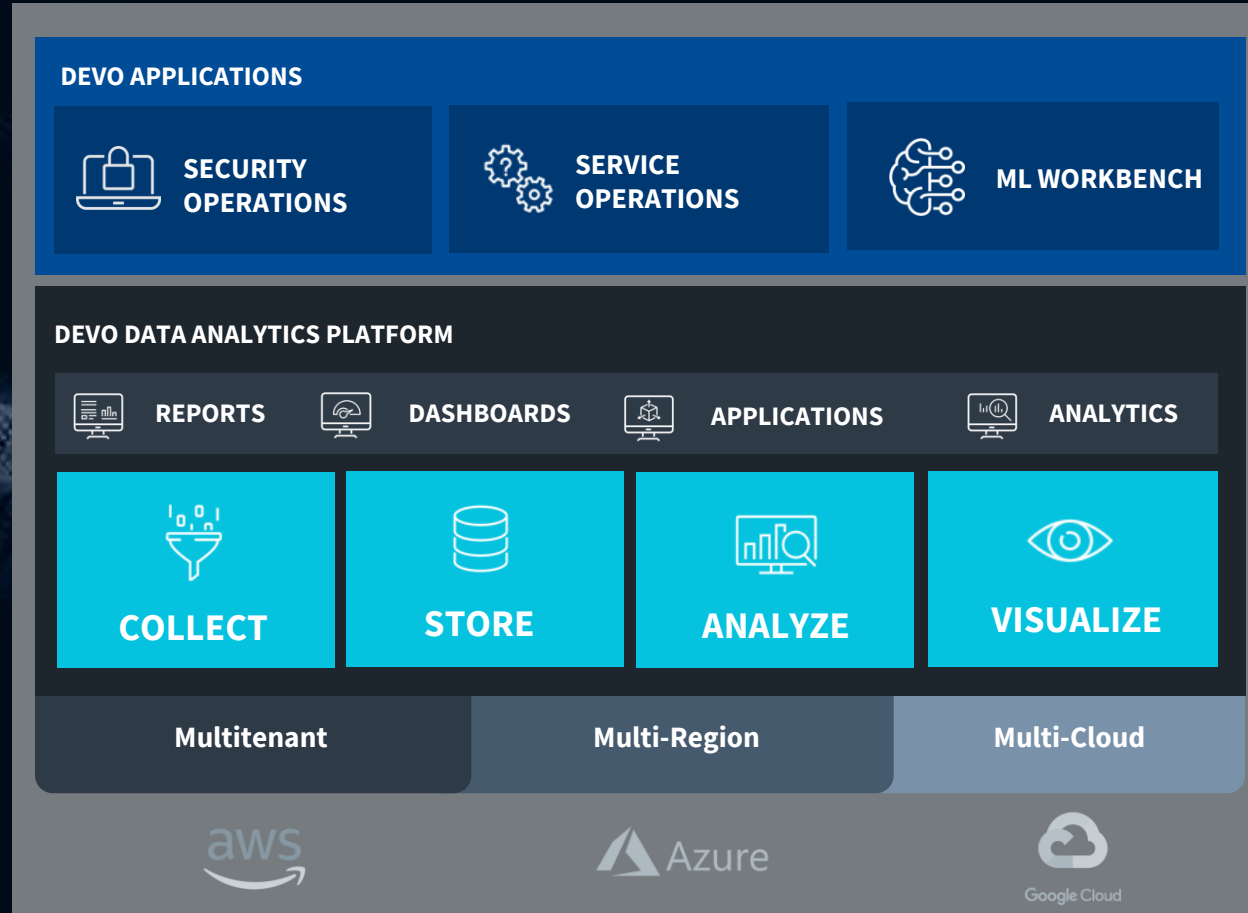 DEVO APPLICATIONS
SECURITY
OPERATIONS
SERVICE
OPERATIONS
ML WORKBENCH
DEVO DATA ANALYTICS PLATFORM
REPORTS
DASHBOARDS
APPLICATIONS
ANALYTICS
COLLECT
STORE
ANALYZE
VISUALIZE
Multitenant
Multi-Region
Multi-Cloud
aws
Azure
Google Cloud